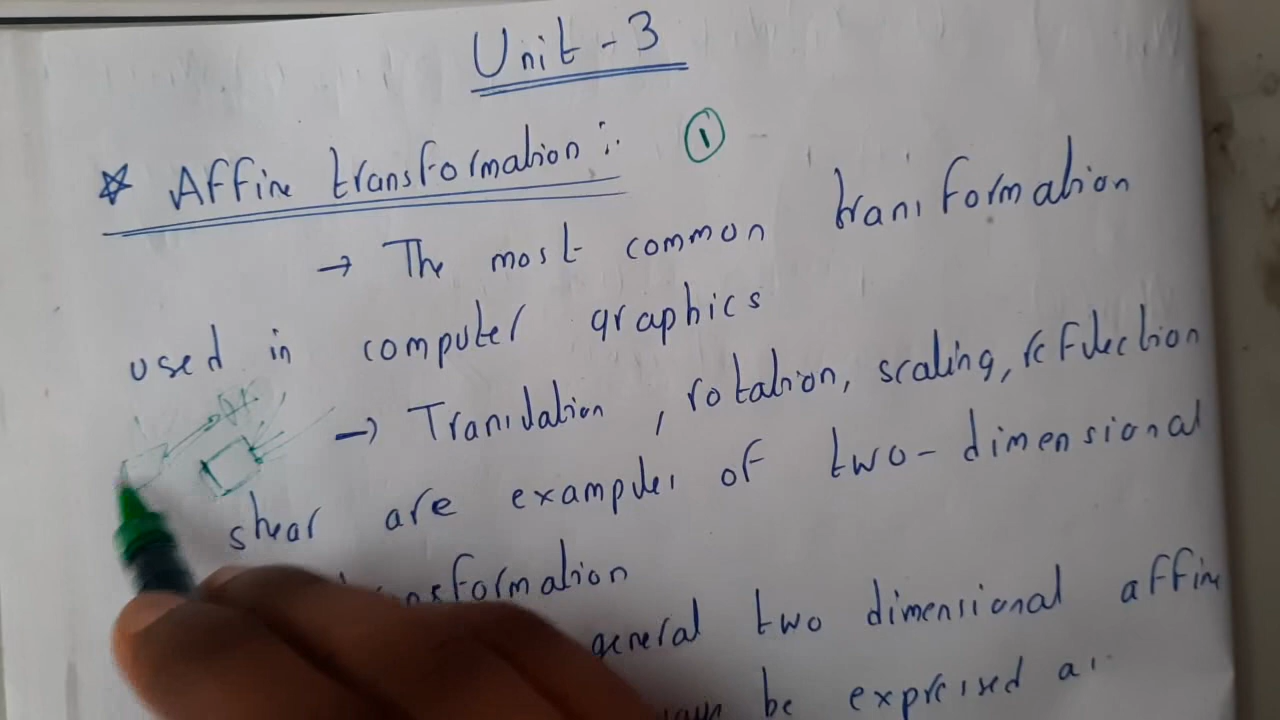 Unit - 3
* Affine transformation :- ①
→ The most common transformation
used in computer graphics
→ Translation, rotation, scaling, reflection
shear are examples of two-dimensional
transformation
general two dimensional affine
be expressed as